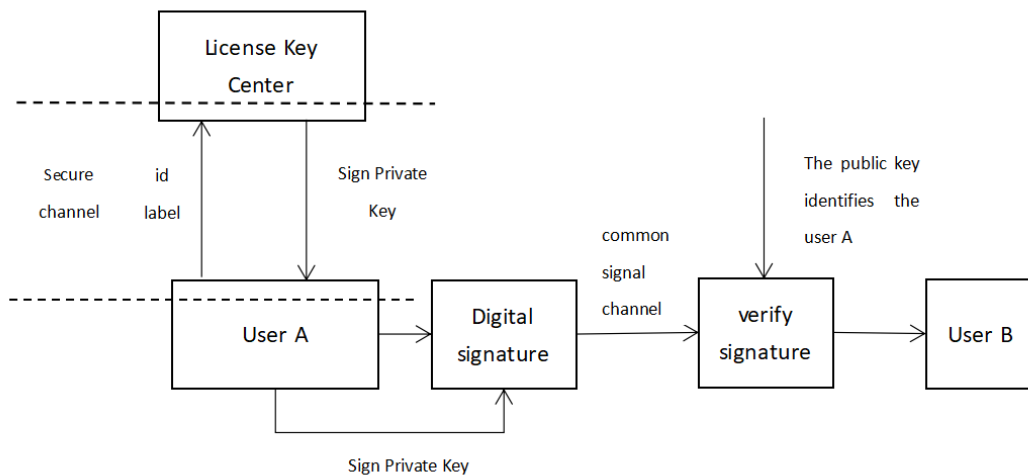 License Key
Center
Secure id
channel label
Sign Private
Key
The public key
identifies the
user A
common
signal
channel
User A
Digital
signature
verify
signature
User B
Sign Private Key